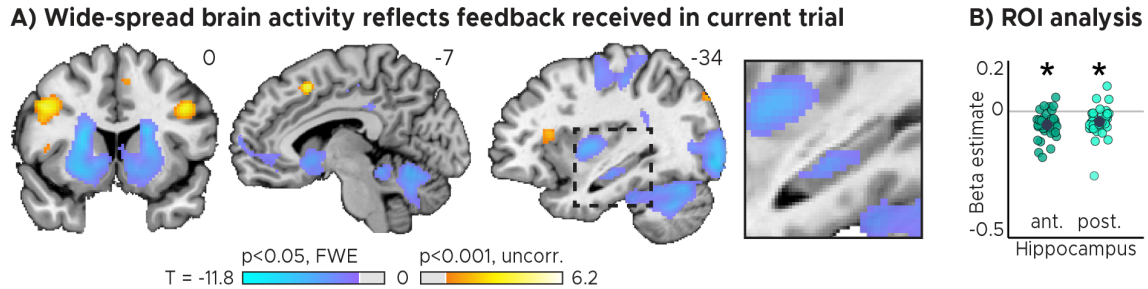 A) Wide-spread brain activity reflects feedback received in current trial
0
-7
-34
p<0.05, FWE
p<0.001, uncorr.
T = -11.8
0
6.2
B) ROI analysis
0.2
0
-0.5
Beta estimate
* *
ant. post.
Hippocampus